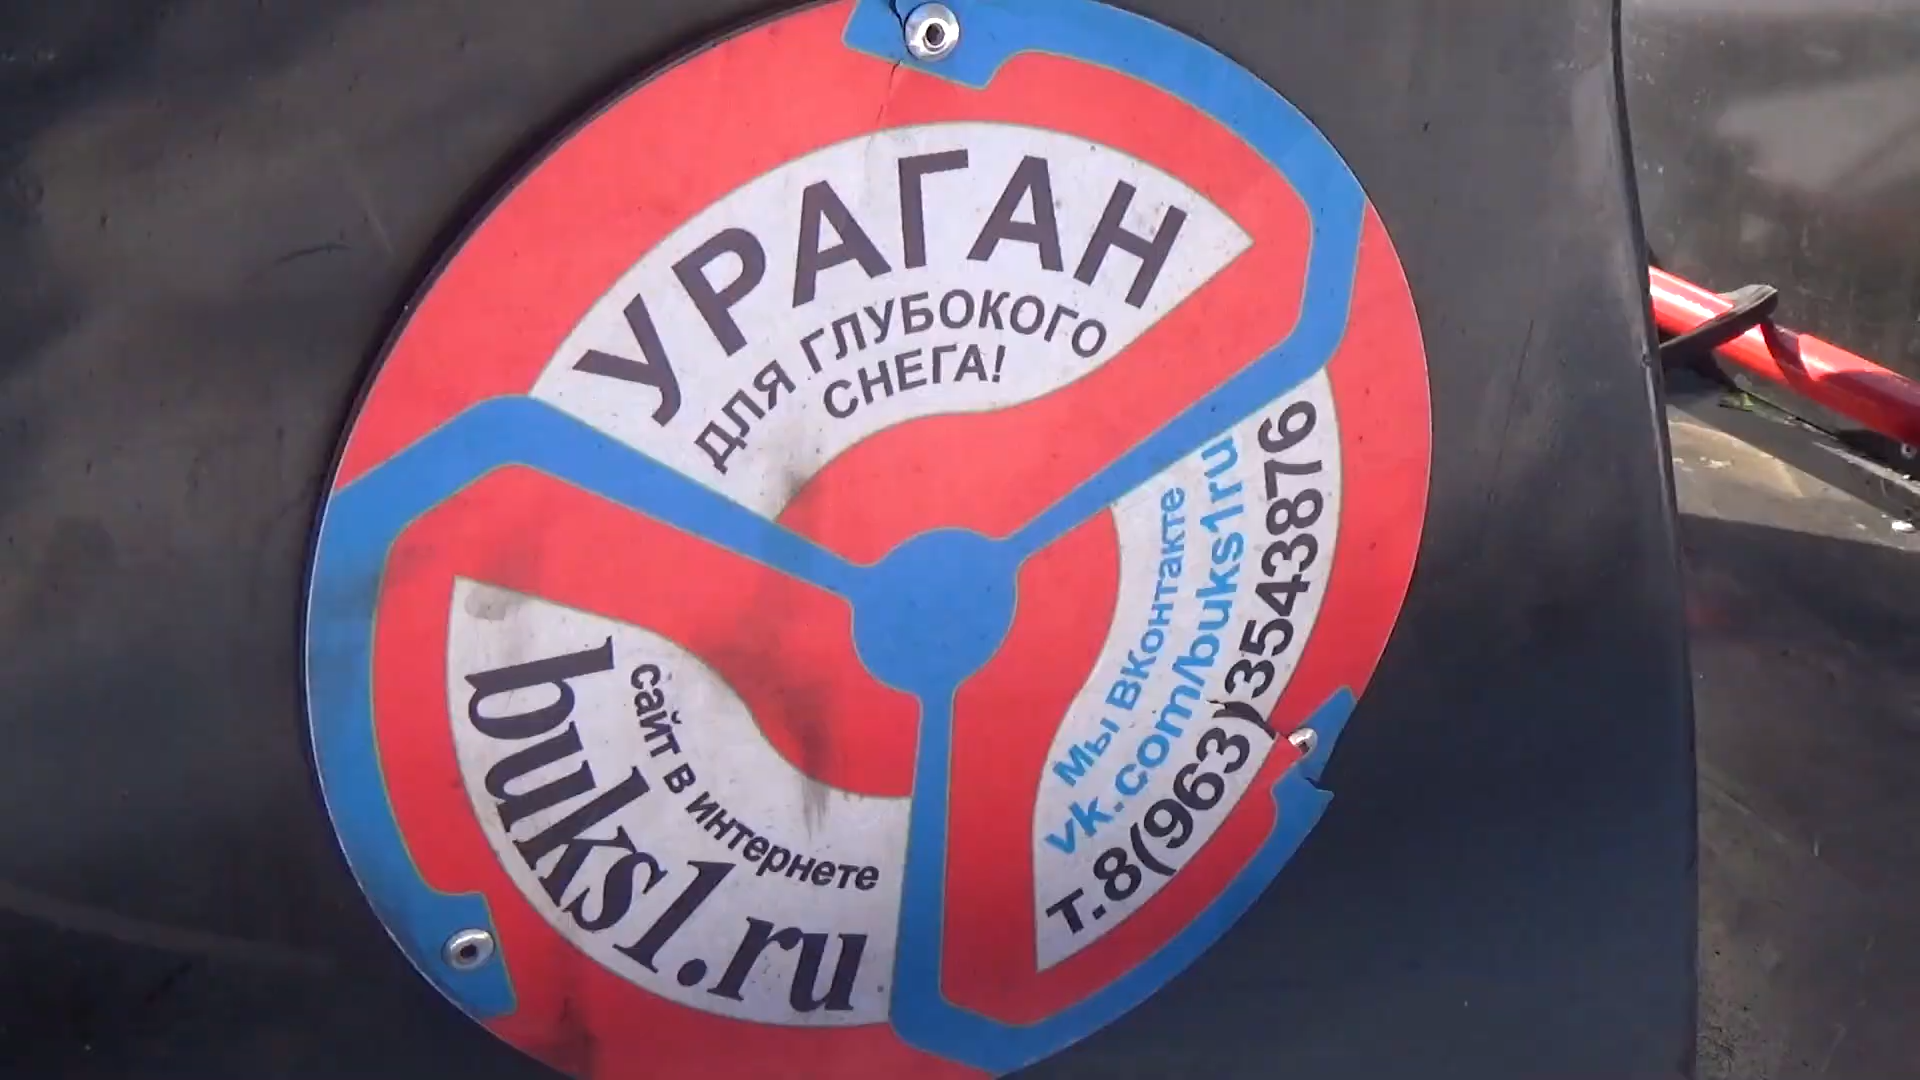 УРАГАН
ДЛЯ ГЛУБОКОГО
СНЕГА!
Мы ВКонтакте
vk.com/buks1ru
т.8(963)3543876
сайт в интернете
buks1.ru